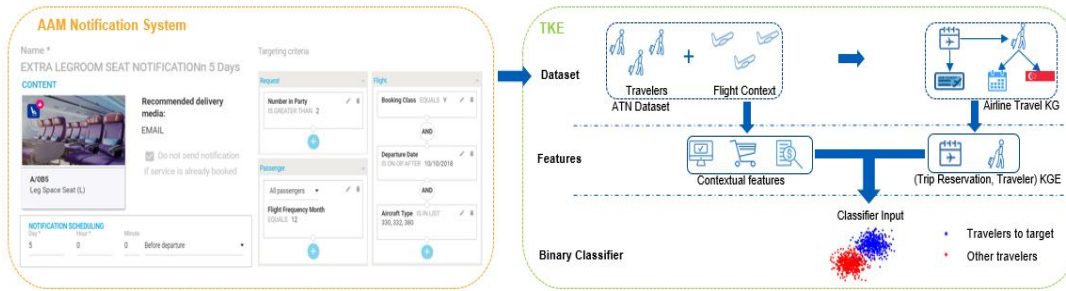 AAM Notification System
Name *
EXTRA LEGROOM SEAT NOTIFICATIONn 5 Days
CONTENT
Recommended delivery
media:
EMAIL
Do not send notification
if service is already booked
A/0B5
Leg Space Seat (L)
NOTIFICATION SCHEDULING
Day *
Hour *
Minute
5
0
0
Before departure
Targeting criteria
Request
Number in Party
IS GREATER THAN 2
Passenger
All passengers
Flight Frequency Month
EQUALS 12
Flight
Booking Class EQUALS Y
AND
Departure Date
IS ON OR AFTER 10/10/2018
AND
Aircraft Type IS IN LIST
330, 332, 380
TKE
Dataset
Travelers
Flight Context
ATN Dataset
Airline Travel KG
Features
Contextual features
(Trip Reservation, Traveler) KGE
Classifier Input
Binary Classifier
Travelers to target
Other travelers